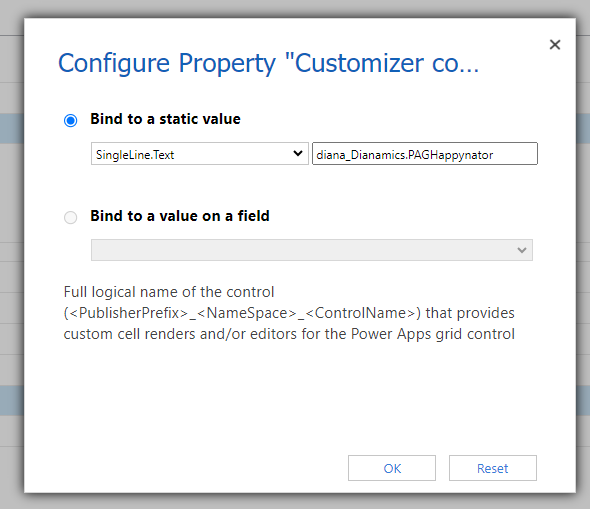 Configure Property "Customizer co...
Bind to a static value
SingleLine.Text
diana_Dianamics.PAGHappynator
Bind to a value on a field
Full logical name of the control
(<PublisherPrefix>_<NameSpace>_<ControlName>) that provides
custom cell renders and/or editors for the Power Apps grid control
OK Reset